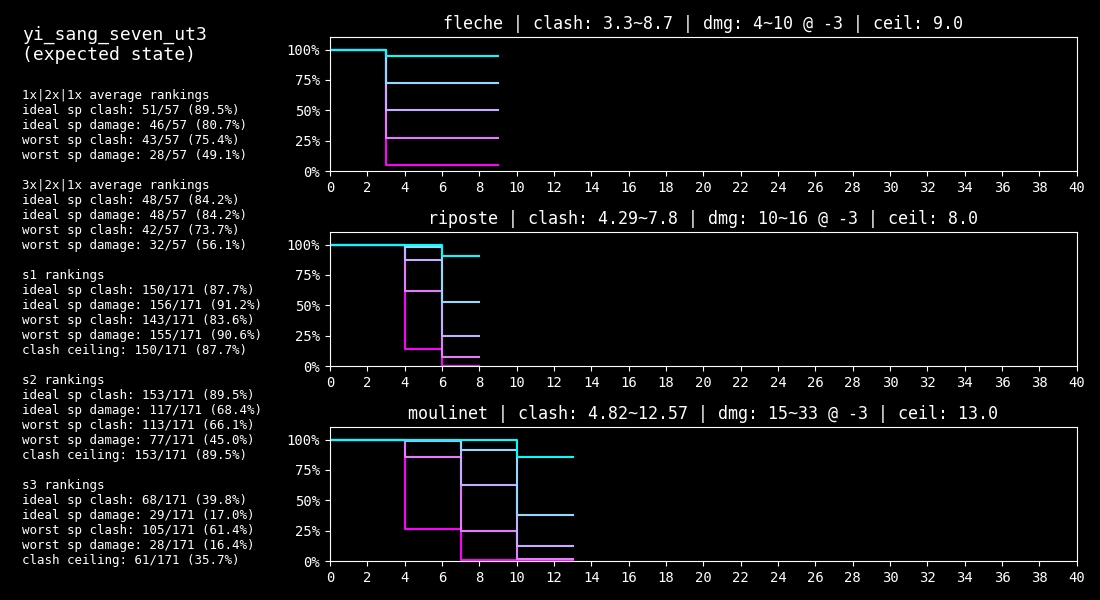 yi_sang_seven_ut3
(expected state)
1x|2x|1x average rankings
ideal sp clash: 51/57 (89.5%)
ideal sp damage: 46/57 (80.7%)
worst sp clash: 43/57 (75.4%)
worst sp damage: 28/57 (49.1%)
3x|2x|1x average rankings
ideal sp clash: 48/57 (84.2%)
ideal sp damage: 48/57 (84.2%)
worst sp clash: 42/57 (73.7%)
worst sp damage: 32/57 (56.1%)
s1 rankings
ideal sp clash: 150/171 (87.7%)
ideal sp damage: 156/171 (91.2%)
worst sp clash: 143/171 (83.6%)
worst sp damage: 155/171 (90.6%)
clash ceiling: 150/171 (87.7%)
s2 rankings
ideal sp clash: 153/171 (89.5%)
ideal sp damage: 117/171 (68.4%)
worst sp clash: 113/171 (66.1%)
worst sp damage: 77/171 (45.0%)
clash ceiling: 153/171 (89.5%)
s3 rankings
ideal sp clash: 68/171 (39.8%)
ideal sp damage: 29/171 (17.0%)
worst sp clash: 105/171 (61.4%)
worst sp damage: 28/171 (16.4%)
clash ceiling: 61/171 (35.7%)
fleche | clash: 3.3~8.7 | dmg: 4~10 @ -3 | ceil: 9.0
100%
75%
50%
25%
0%
0 2 4 6 8 10 12 14 16 18 20 22 24 26 28 30 32 34 36 38 40
riposte | clash: 4.29~7.8 | dmg: 10~16 @ -3 | ceil: 8.0
100%
75%
50%
25%
0%
0 2 4 6 8 10 12 14 16 18 20 22 24 26 28 30 32 34 36 38 40
moulinet | clash: 4.82~12.57 | dmg: 15~33 @ -3 | ceil: 13.0
100%
75%
50%
25%
0%
0 2 4 6 8 10 12 14 16 18 20 22 24 26 28 30 32 34 36 38 40